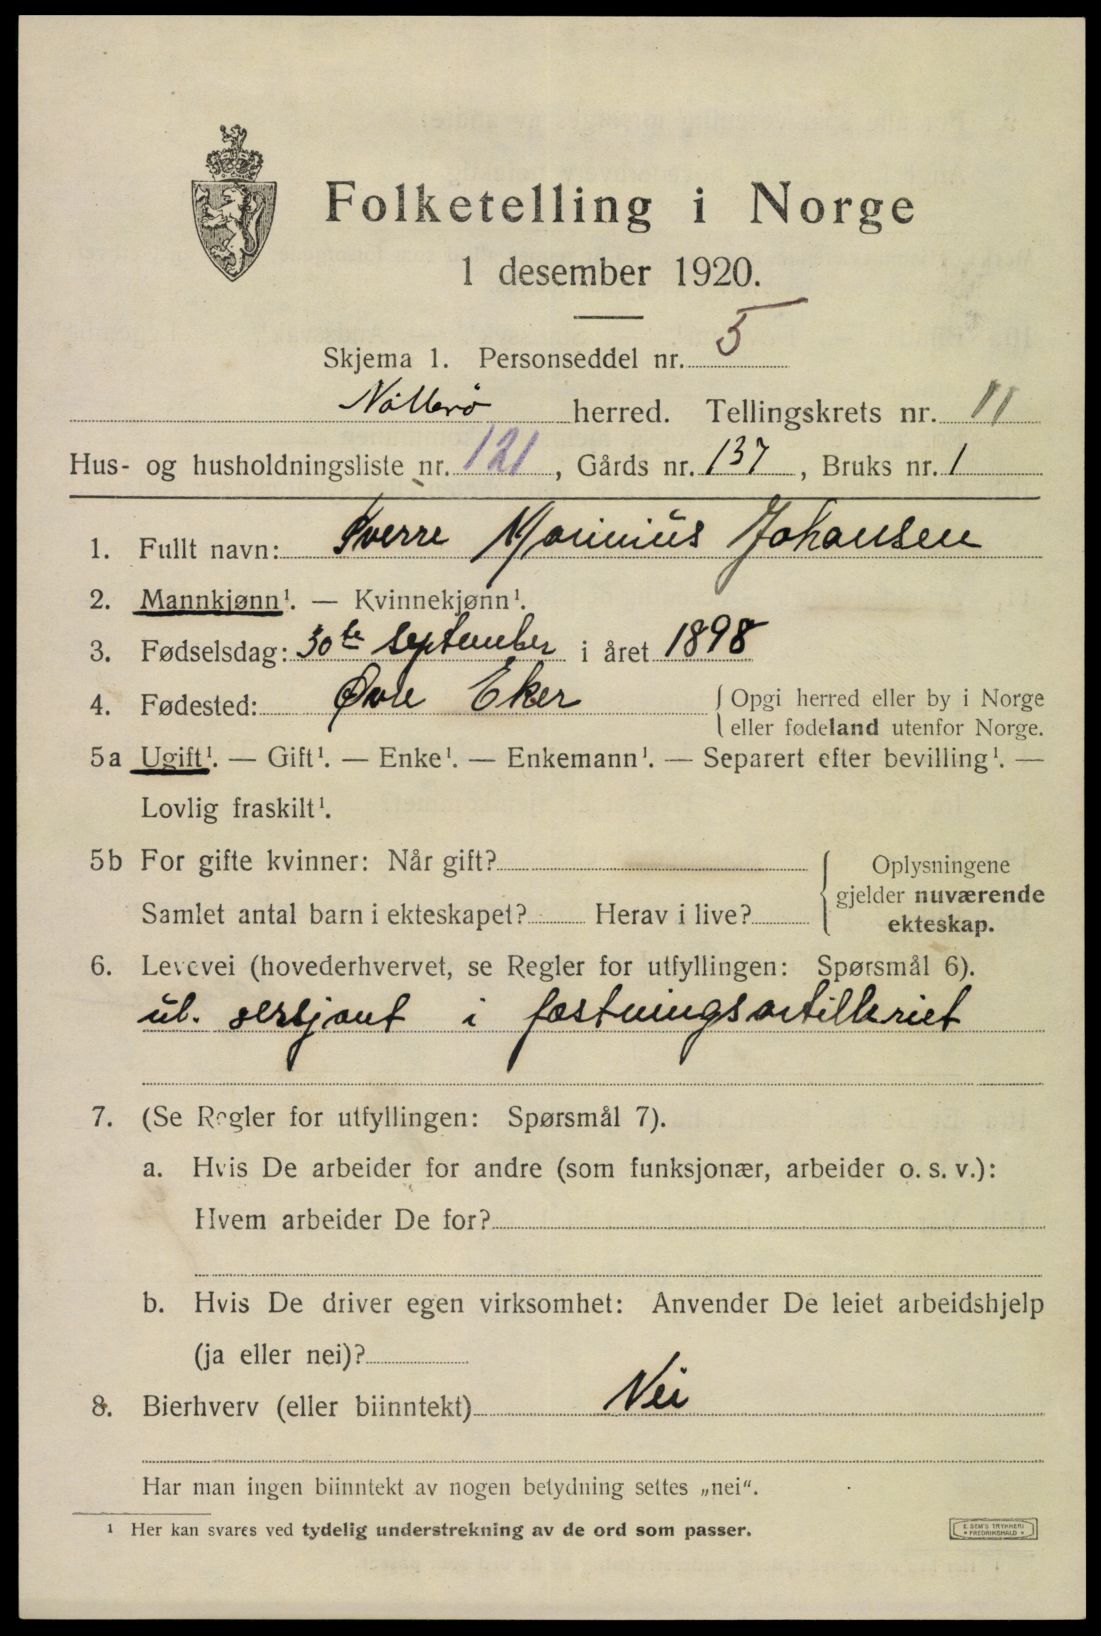 Folketelling i Norge
1 desember 1920.
Skjema 1. Personseddel nr. 5
Nøtterø herred. Tellingskrets nr. 11
Hus- og husholdningsliste nr. 121, Gårds nr. 137, Bruks nr. 1
1. Fullt navn: Sverre Marinius Johansen
2. Mannkjønn¹. — Kvinnekjønn¹.
3. Fødselsdag: 30te september i året 1898
4. Fødested: Øvre Eker { Opgi herred eller by i Norge
eller fødeland utenfor Norge.
5a Ugift¹. — Gift¹. — Enke¹. — Enkemann¹. — Separert efter bevilling¹. —
Lovlig fraskilt¹.
5b For gifte kvinner: Når gift?
Samlet antal barn i ekteskapet? Herav i live?
{ Oplysningene
gjelder nuværende
ekteskap.
6. Levevei (hovederhvervet, se Regler for utfyllingen: Spørsmål 6).
ul. sersjant i fæstningsartilleriet
7. (Se Regler for utfyllingen: Spørsmål 7).
a. Hvis De arbeider for andre (som funksjonær, arbeider o. s. v.):
Hvem arbeider De for?
b. Hvis De driver egen virksomhet: Anvender De leiet arbeidshjelp
(ja eller nei)?
8. Bierhverv (eller biinntekt) Nei
Har man ingen biinntekt av nogen betydning settes „nei“.
¹ Her kan svares ved tydelig understrekning av de ord som passer.
E. SEM'S TRYKKERI
* FREDRIKSHALD *